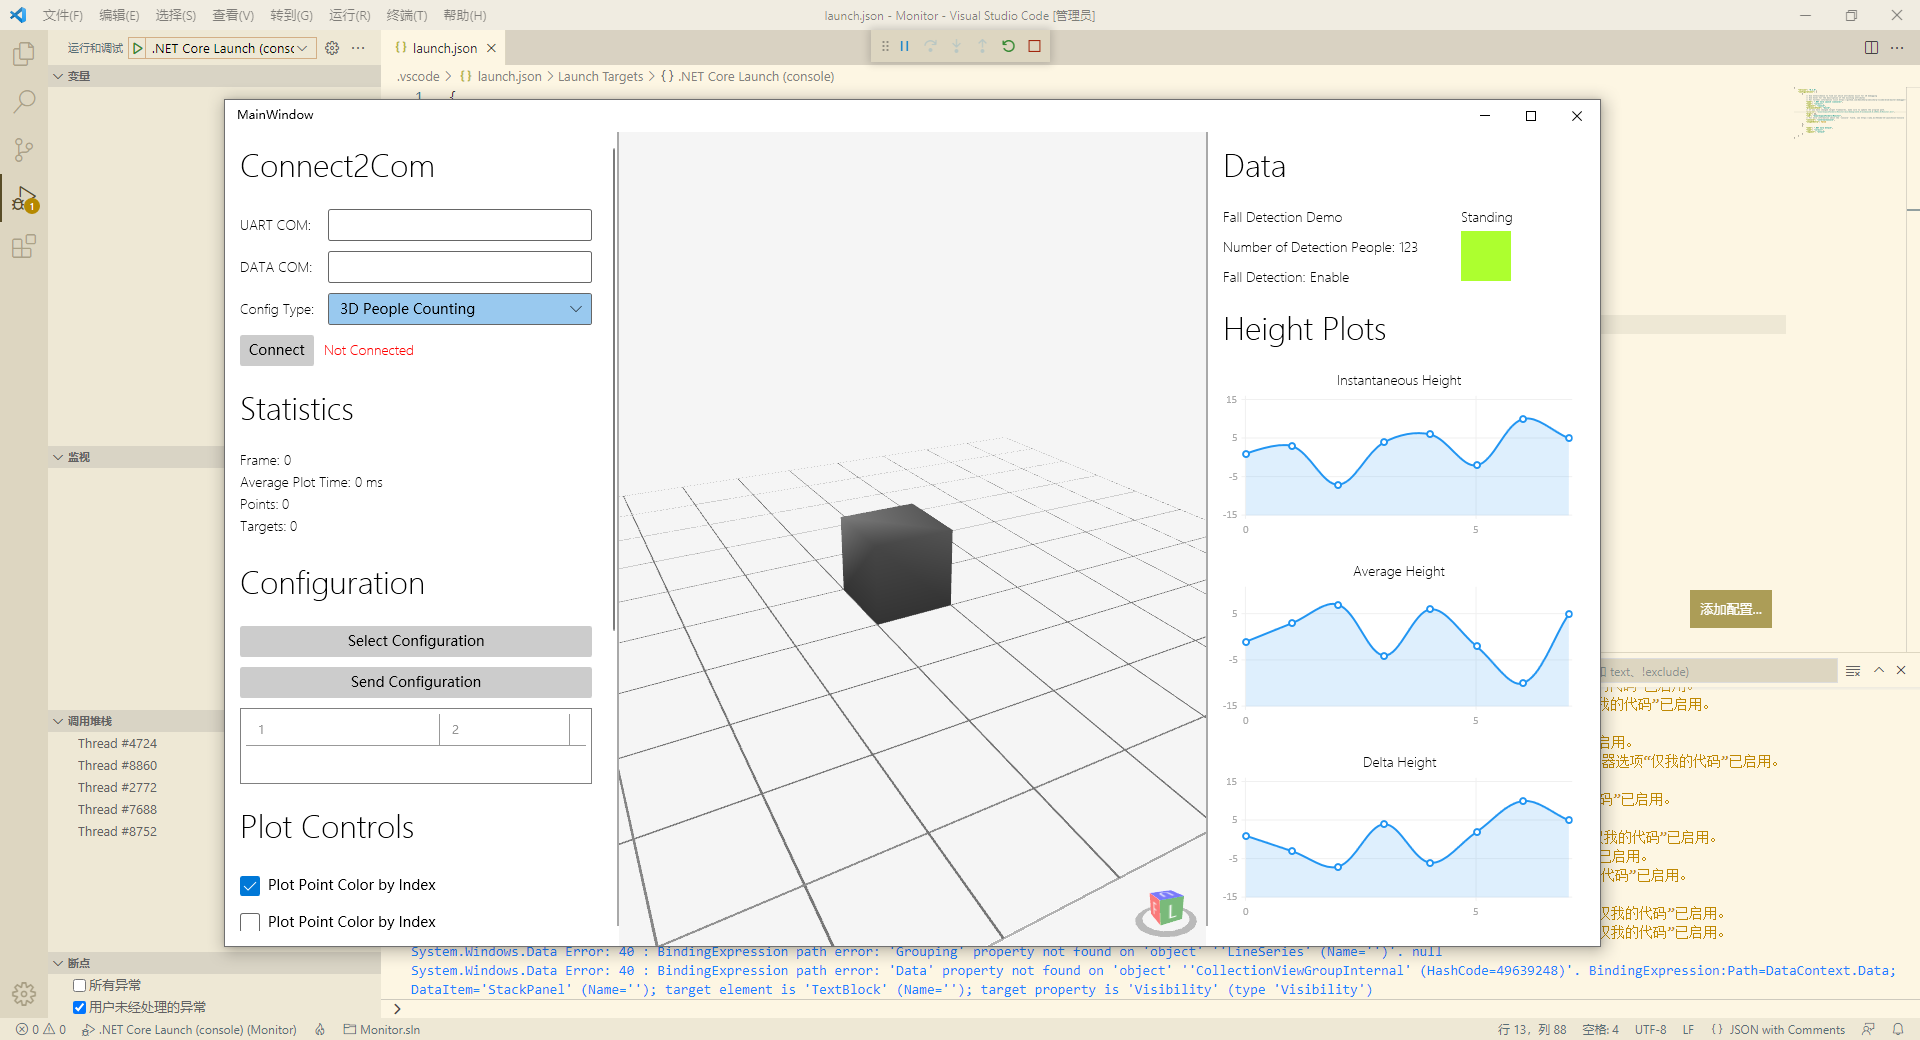 文件(F) 编辑(E) 选择(S) 查看(V) 转到(G) 运行(R) 终端(T) 帮助(H)
launch.json - Monitor - Visual Studio Code [管理员]
运行和调试 .NET Core Launch (consc
launch.json
变量
.vscode > launch.json > Launch Targets > .NET Core Launch (console)
1 {
监视
调用堆栈
Thread #4724
Thread #8860
Thread #2772
Thread #7688
Thread #8752
断点
所有异常
用户未经处理的异常
MainWindow
Connect2Com
UART COM:
DATA COM:
Config Type: 3D People Counting
Connect Not Connected
Statistics
Frame: 0
Average Plot Time: 0 ms
Points: 0
Targets: 0
Configuration
Select Configuration
Send Configuration
1 2
Plot Controls
Plot Point Color by Index
Plot Point Color by Index
F L
Data
Fall Detection Demo
Number of Detection People: 123
Fall Detection: Enable
Standing
Height Plots
Instantaneous Height
15
5
-5
-15
0 5
Average Height
5
-5
-15
0 5
Delta Height
15
5
-5
-15
0 5
添加配置...
text、!exclude)
我的代码”已启用。
启用。
器选项“仅我的代码”已启用。
码”已启用。
我的代码”已启用。
已启用。
代码”已启用。
仅我的代码”已启用。
仅我的代码”已启用。
System.Windows.Data Error: 40 : BindingExpression path error: 'Grouping' property not found on 'object' ''LineSeries' (Name='')'. null
System.Windows.Data Error: 40 : BindingExpression path error: 'Data' property not found on 'object' ''CollectionViewGroupInternal' (HashCode=49639248)'. BindingExpression:Path=DataContext.Data;
DataItem='StackPanel' (Name=''); target element is 'TextBlock' (Name=''); target property is 'Visibility' (type 'Visibility')
>
0 0 .NET Core Launch (console) (Monitor) Monitor.sln
行 13，列 88 空格: 4 UTF-8 LF {} JSON with Comments